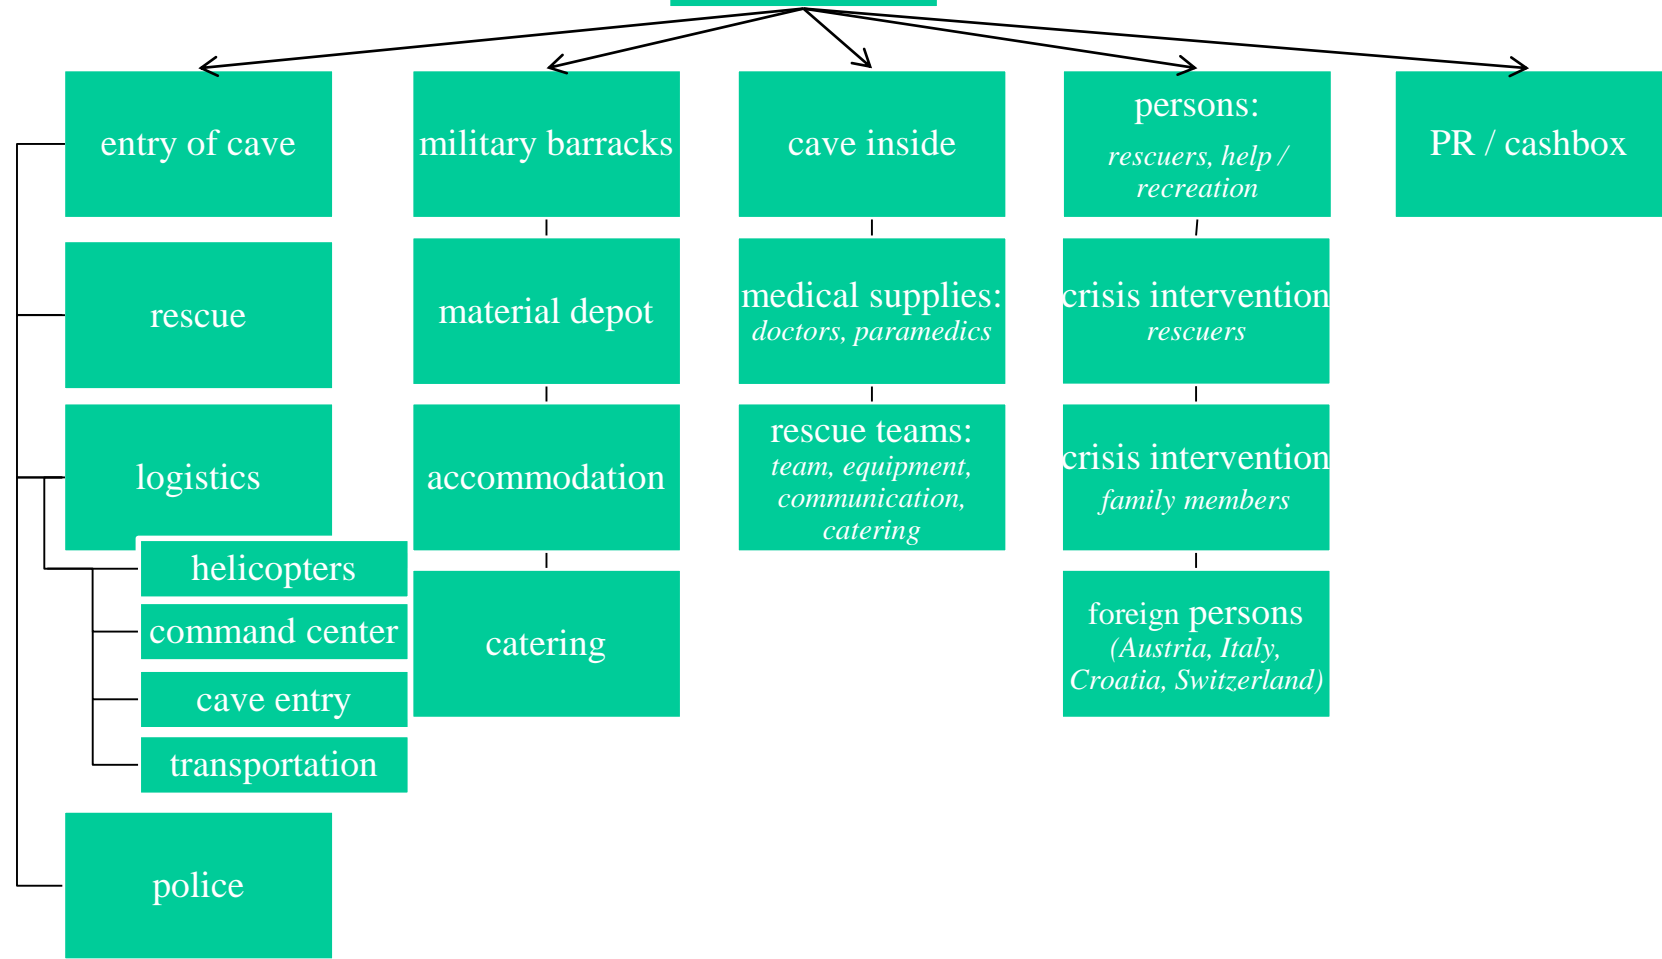 entry of cave
rescue
logistics
helicopters
command center
cave entry
transportation
police
military barracks
material depot
accommodation
catering
cave inside
medical supplies:
doctors, paramedics
rescue teams:
team, equipment,
communication,
catering
persons:
rescuers, help /
recreation
crisis intervention
rescuers
crisis intervention
family members
foreign persons
(Austria, Italy,
Croatia, Switzerland)
PR / cashbox